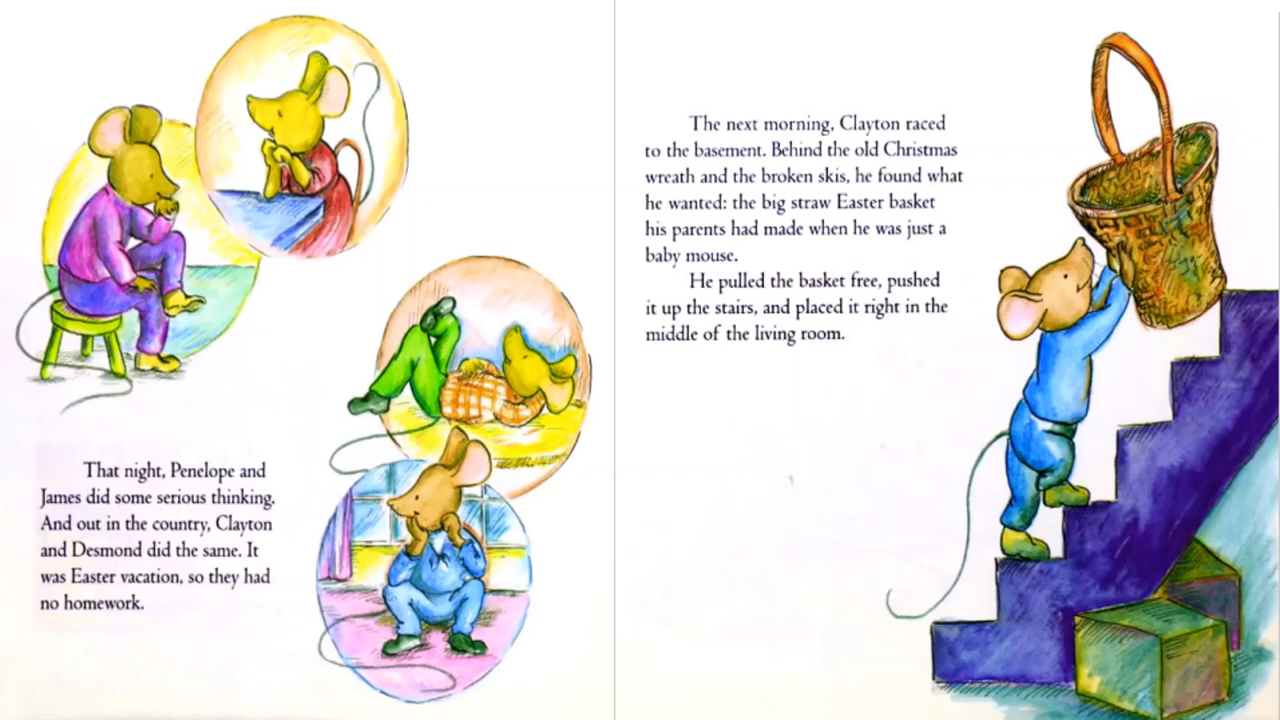 That night, Penelope and
James did some serious thinking.
And out in the country, Clayton
and Desmond did the same. It
was Easter vacation, so they had
no homework.
The next morning, Clayton raced
to the basement. Behind the old Christmas
wreath and the broken skis, he found what
he wanted: the big straw Easter basket
his parents had made when he was just a
baby mouse.
He pulled the basket free, pushed
it up the stairs, and placed it right in the
middle of the living room.